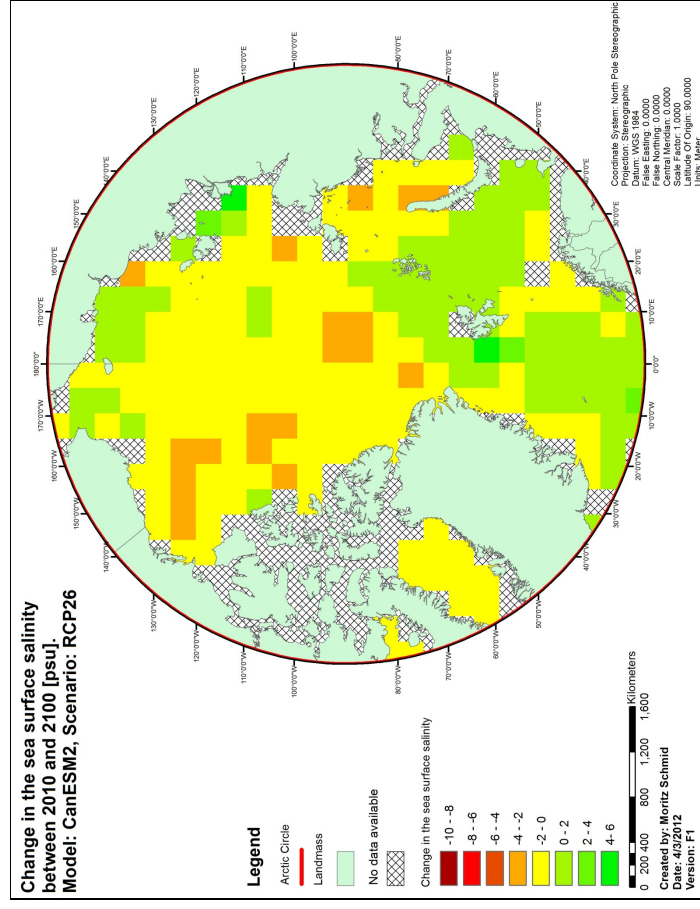 Change in the sea surface salinity
between 2010 and 2100 [psu].
Model: CanESM2, Scenario: RCP26
Legend
Arctic Circle
Landmass
No data available
Change in the sea surface salinity
-10 - -8
-8 - -6
-6 - -4
-4 - -2
-2 - 0
0 - 2
2 - 4
4- 6
0 200 400 800 1,200 1,600
Kilometers
Created by: Moritz Schmid
Date: 4/3/2012
Version: F1
130°0'0"W
120°0'0"W
110°0'0"W
100°0'0"W
80°0'0"W
70°0'0"W
60°0'0"W
50°0'0"W
40°0'0"W
30°0'0"W
20°0'0"W
10°0'0"W
0°0'0"
10°0'0"E
20°0'0"E
30°0'0"E
50°0'0"E
60°0'0"E
70°0'0"E
80°0'0"E
100°0'0"E
110°0'0"E
120°0'0"E
130°0'0"E
150°0'0"E
160°0'0"E
170°0'0"E
180°0'0"
170°0'0"W
160°0'0"W
150°0'0"W
140°0'0"W
Coordinate System: North Pole Stereographic
Projection: Stereographic
Datum: WGS 1984
False Easting: 0.0000
False Northing: 0.0000
Central Meridian: 0.0000
Scale Factor: 1.0000
Latitude Of Origin: 90.0000
Units: Meter